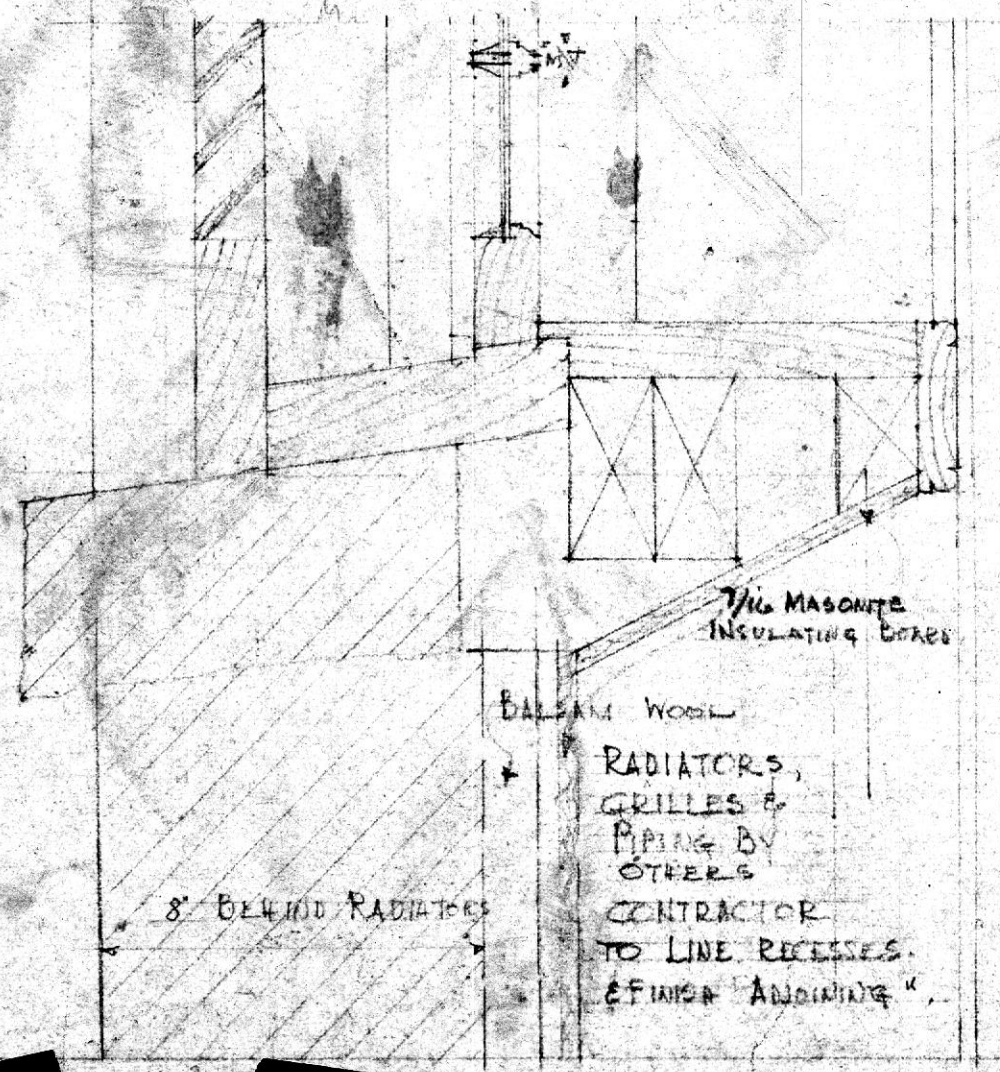 7/16 MASONITE
INSULATING BOARD
BALSAM WOOL
RADIATORS,
GRILLES &
PIPING BY
OTHERS
CONTRACTOR
TO LINE RECESSES.
& FINISH ADJOINING ".
8" BEHIND RADIATORS